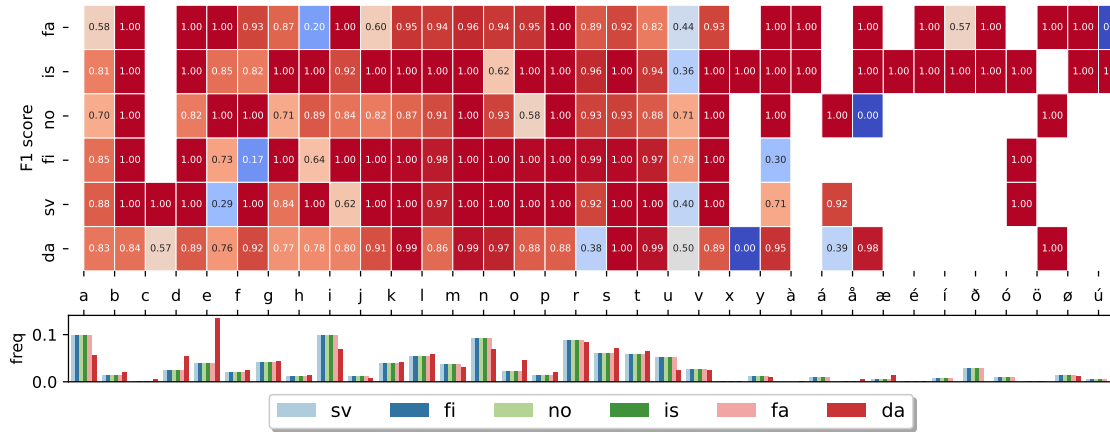 F1 score
fa 0.58 1.00 1.00 1.00 0.93 0.87 0.20 1.00 0.60 0.95 0.94 0.96 0.94 0.95 1.00 0.89 0.92 0.82 0.44 0.93 1.00 1.00 1.00 1.00 0.57 1.00 1.00 1.00
is 0.81 1.00 1.00 0.85 0.82 1.00 1.00 0.92 1.00 1.00 1.00 1.00 0.62 1.00 1.00 0.96 1.00 0.94 0.36 1.00 1.00 1.00 1.00 1.00 1.00 1.00 1.00 1.00 1.00 1.00
no 0.70 1.00 0.82 1.00 1.00 0.71 0.89 0.84 0.82 0.87 0.91 1.00 0.93 0.58 1.00 0.93 0.93 0.88 0.71 1.00 1.00 1.00 0.00 1.00
fi 0.85 1.00 1.00 0.73 0.17 1.00 0.64 1.00 1.00 1.00 0.98 1.00 1.00 1.00 1.00 0.99 1.00 0.97 0.78 1.00 0.30 1.00
sv 0.88 1.00 1.00 1.00 0.29 1.00 0.84 1.00 0.62 1.00 1.00 0.97 1.00 1.00 1.00 1.00 0.92 1.00 1.00 0.40 1.00 0.71 0.92 1.00
da 0.83 0.84 0.57 0.89 0.76 0.92 0.77 0.78 0.80 0.91 0.99 0.86 0.99 0.97 0.88 0.88 0.38 1.00 0.99 0.50 0.89 0.00 0.95 0.39 0.98 1.00
a b c d e f g h i j k l m n o p r s t u v x y à á å æ é í ð ó ö ø ú
freq
0.1
0.0
sv fi no is fa da